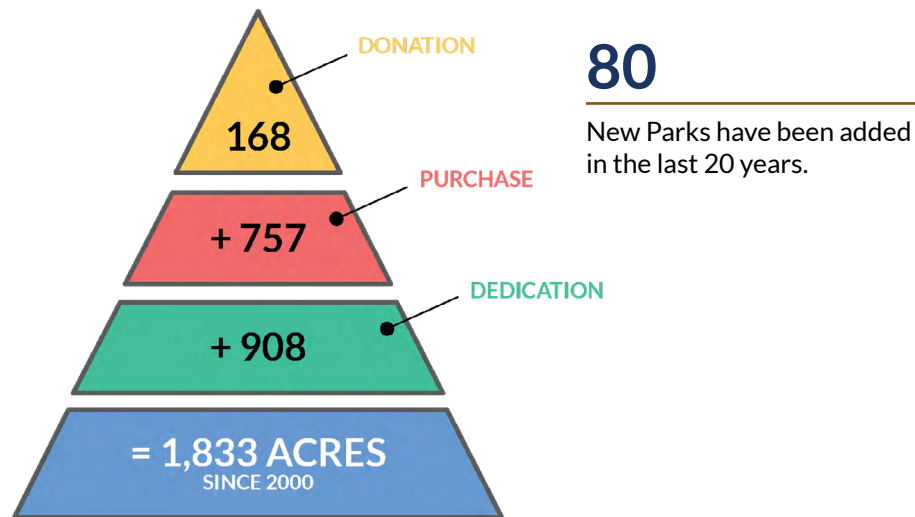 DONATION
168
PURCHASE
+ 757
DEDICATION
+ 908
= 1,833 ACRES
SINCE 2000
80
New Parks have been added
in the last 20 years.